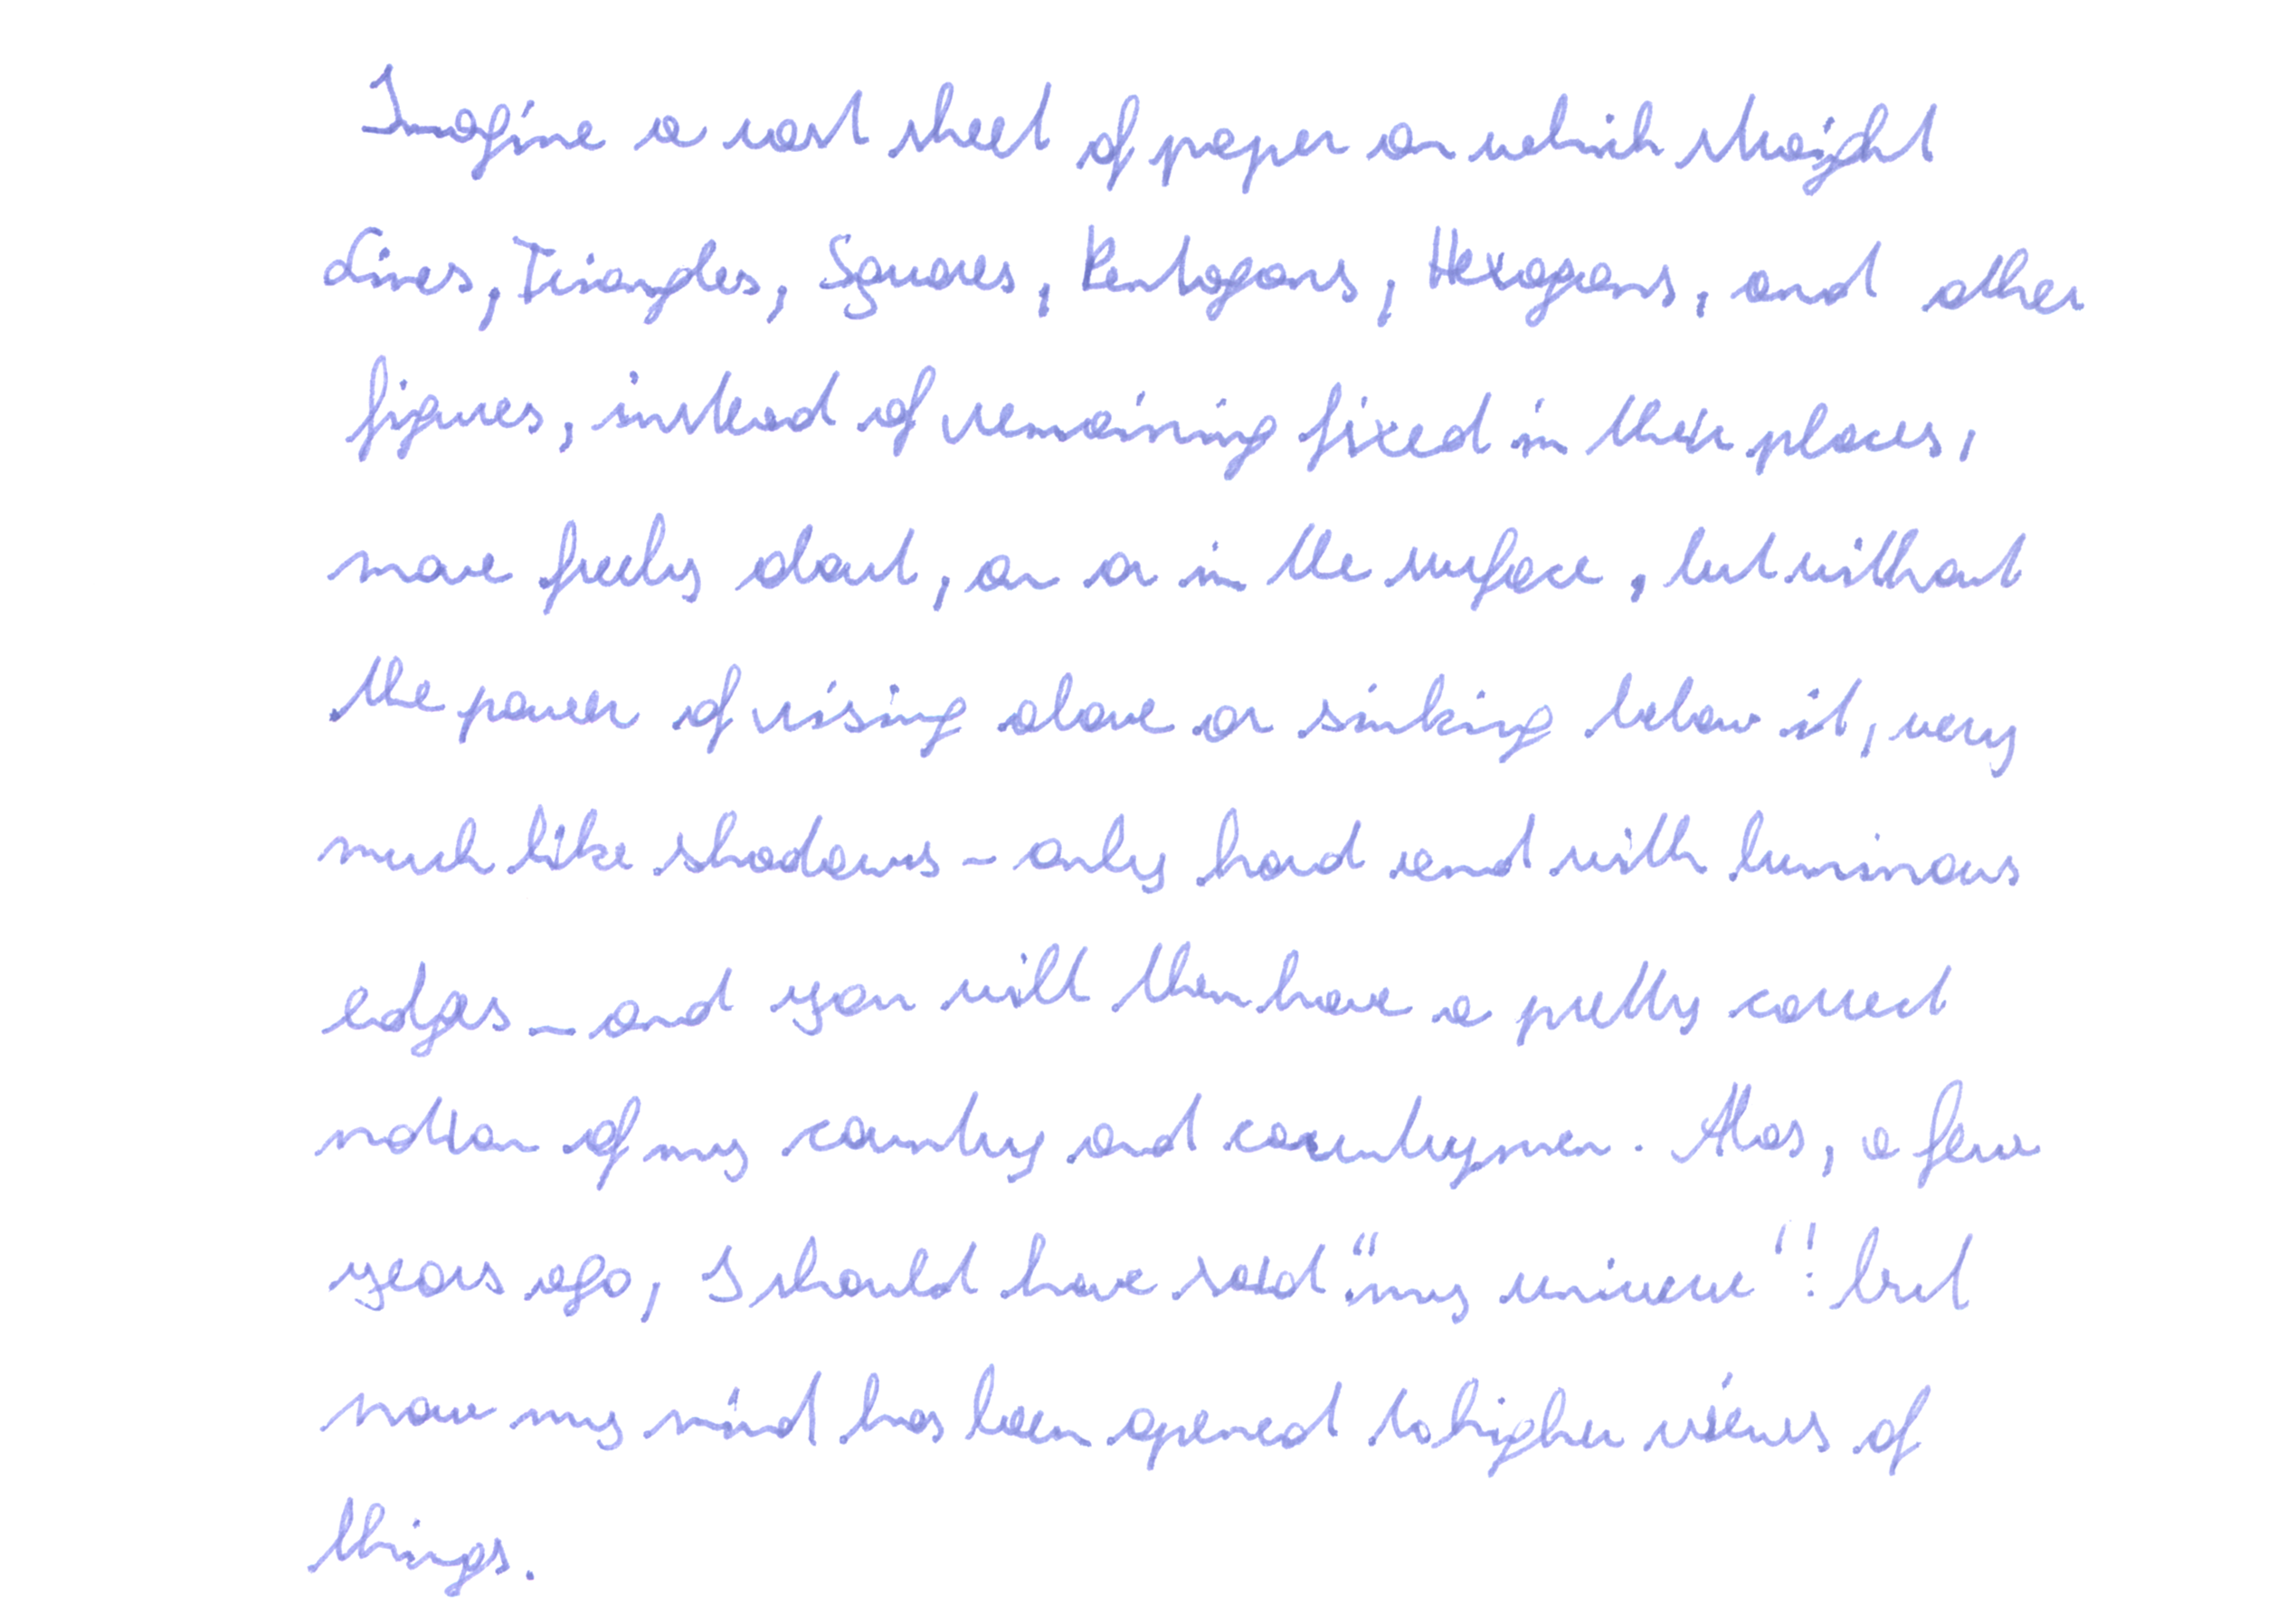 Imagine a vast sheet of paper on which straight
Lines, Triangles, Squares, Pentagons, Hexagons, and other
figures, instead of remaining fixed in their places,
move freely about, on or in the surface, but without
the power of rising above or sinking below it, very
much like shadows - only hard and with luminous
edges - and you will then have a pretty correct
notion of my country and countrymen. Alas, a few
years ago, I should have said "my universe": but
now my mind has been opened to higher views of
things.